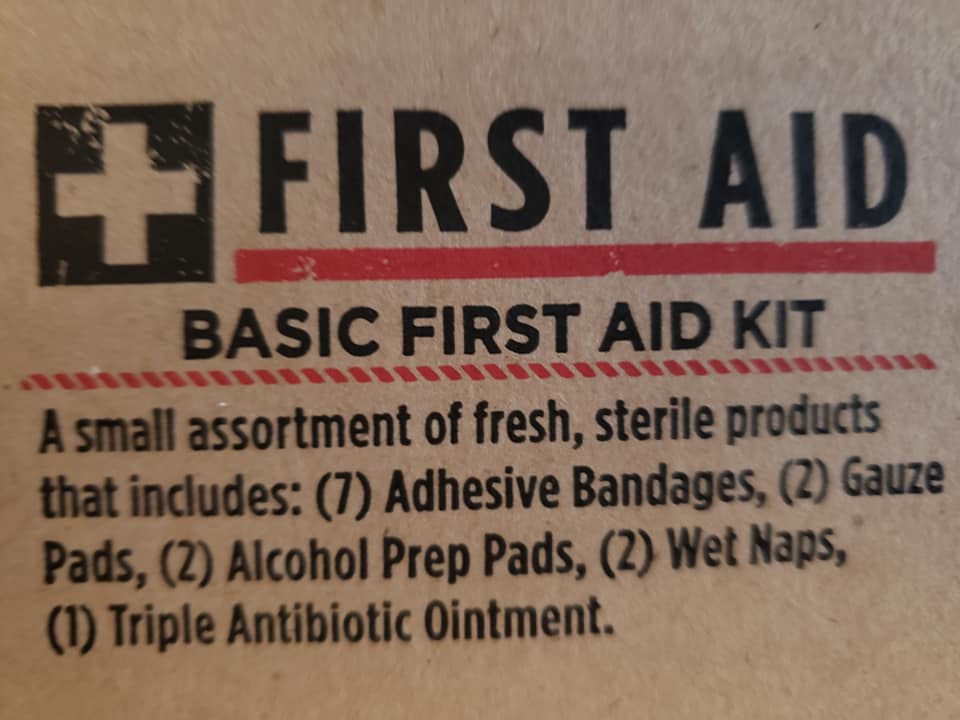 FIRST AID
BASIC FIRST AID KIT
A small assortment of fresh, sterile products
that includes: (7) Adhesive Bandages, (2) Gauze
Pads, (2) Alcohol Prep Pads, (2) Wet Naps,
(1) Triple Antibiotic Ointment.